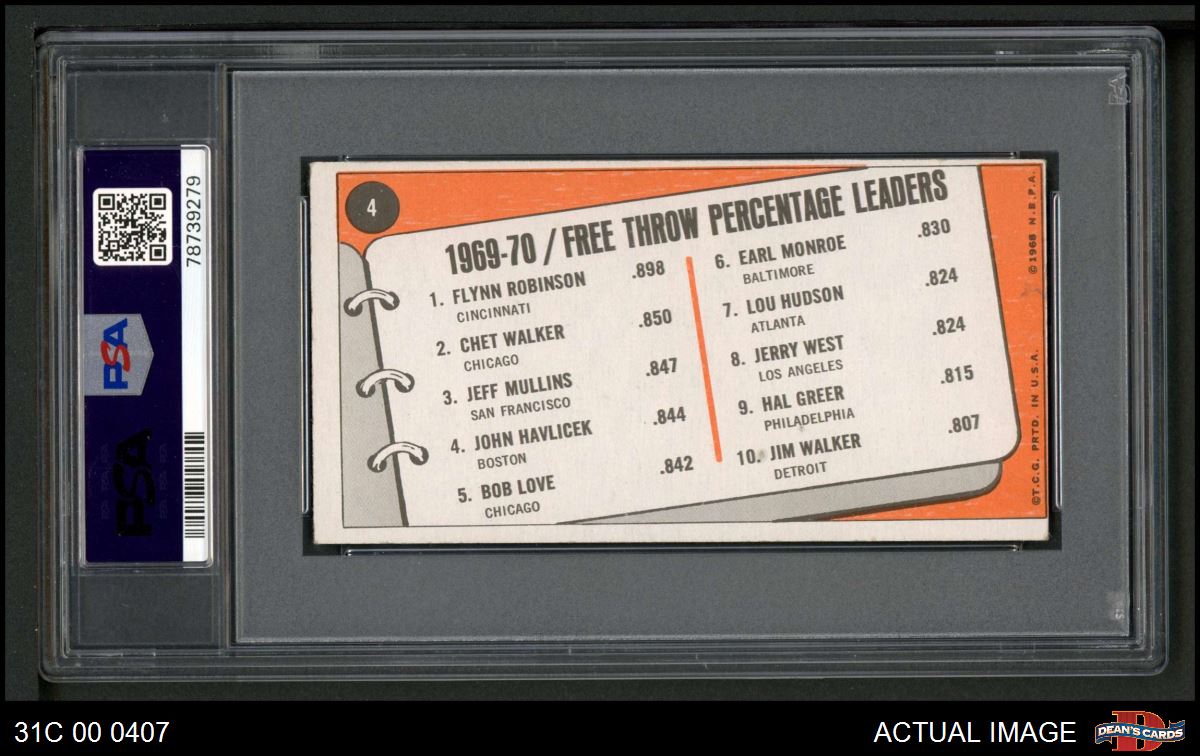 78739279
PSA
PSA
4
1969-70 / FREE THROW PERCENTAGE LEADERS
1. FLYNN ROBINSON .898
CINCINNATI
2. CHET WALKER .850
CHICAGO
3. JEFF MULLINS .847
SAN FRANCISCO
4. JOHN HAVLICEK .844
BOSTON
5. BOB LOVE .842
CHICAGO
6. EARL MONROE .830
BALTIMORE
7. LOU HUDSON .824
ATLANTA
8. JERRY WEST .824
LOS ANGELES
9. HAL GREER .815
PHILADELPHIA
10. JIM WALKER .807
DETROIT
©T.C.G. PRTD. IN U.S.A. ©1968 N.B.P.A.
31C 00 0407
ACTUAL IMAGE
D
DEAN'S CARDS